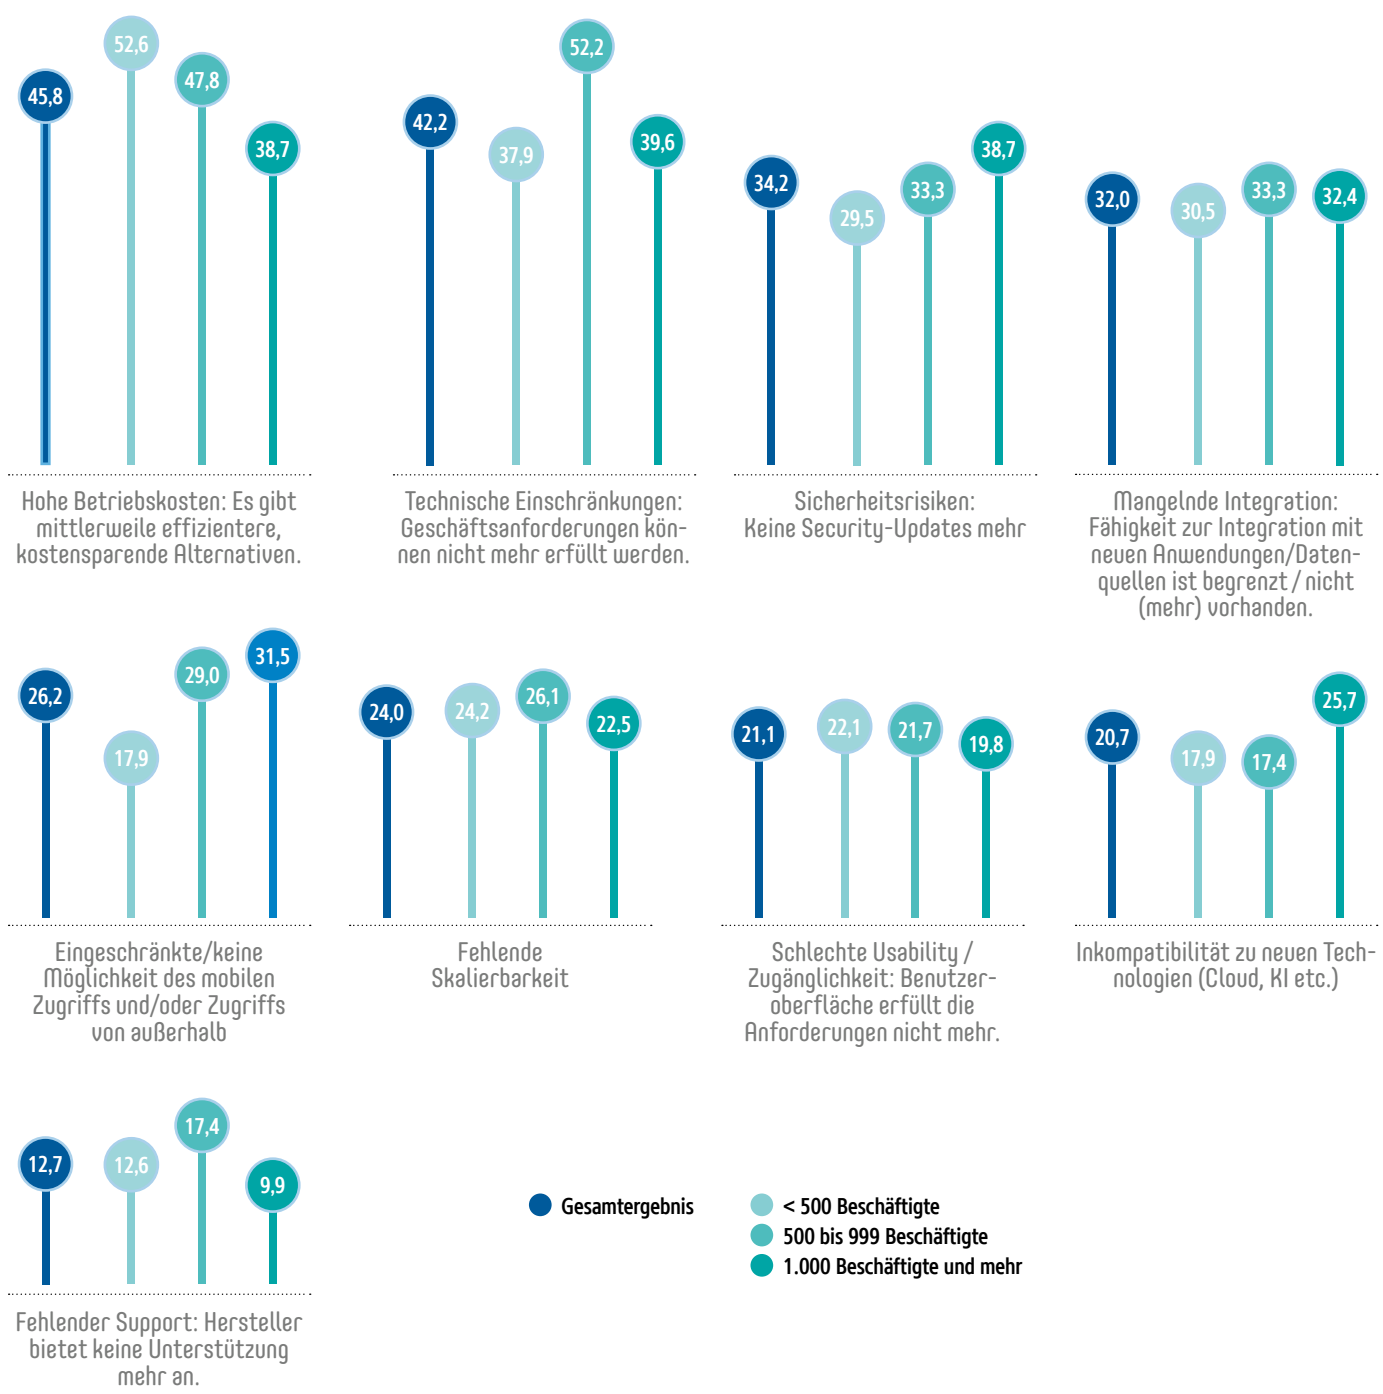 45,8
52,6
47,8
38,7
42,2
37,9
52,2
39,6
34,2
29,5
33,3
38,7
32,0
30,5
33,3
32,4
Hohe Betriebskosten: Es gibt
mittlerweile effizientere,
kostensparende Alternativen.
Technische Einschränkungen:
Geschäftsanforderungen kön-
nen nicht mehr erfüllt werden.
Sicherheitsrisiken:
Keine Security-Updates mehr
Mangelnde Integration:
Fähigkeit zur Integration mit
neuen Anwendungen/Daten-
quellen ist begrenzt / nicht
(mehr) vorhanden.
26,2
17,9
29,0
31,5
24,0
24,2
26,1
22,5
21,1
22,1
21,7
19,8
20,7
17,9
17,4
25,7
Eingeschränkte/keine
Möglichkeit des mobilen
Zugriffs und/oder Zugriffs
von außerhalb
Fehlende
Skalierbarkeit
Schlechte Usability /
Zugänglichkeit: Benutzer-
oberfläche erfüllt die
Anforderungen nicht mehr.
Inkompatibilität zu neuen Tech-
nologien (Cloud, KI etc.)
12,7
12,6
17,4
9,9
Fehlender Support: Hersteller
bietet keine Unterstützung
mehr an.
Gesamtergebnis
< 500 Beschäftigte
500 bis 999 Beschäftigte
1.000 Beschäftigte und mehr